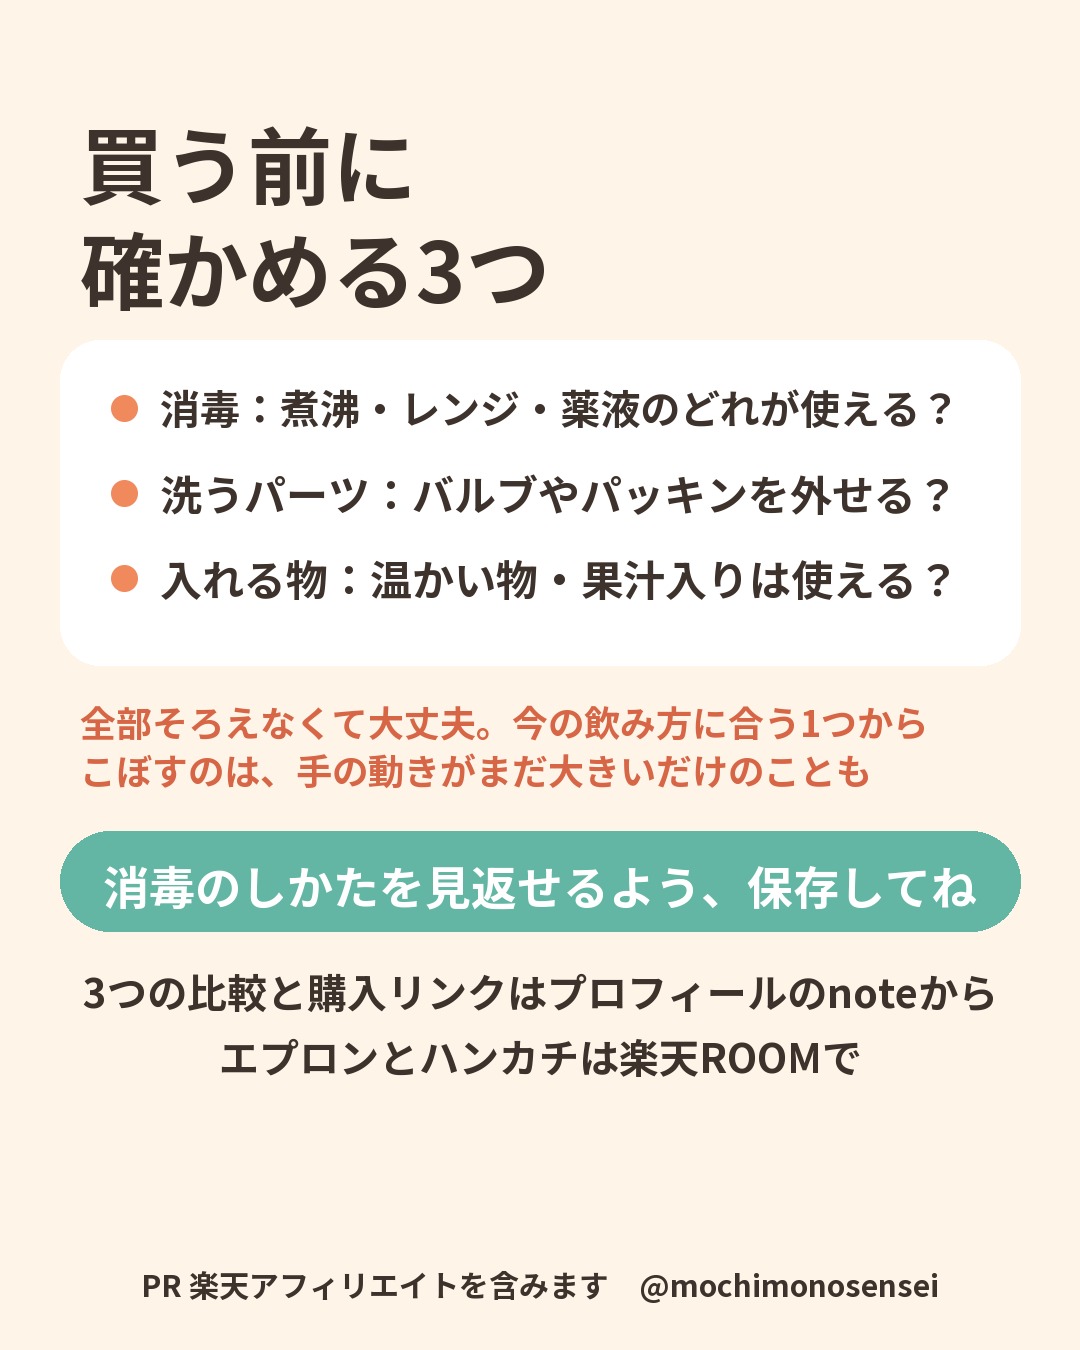 買う前に
確かめる3つ
消毒：煮沸・レンジ・薬液のどれが使える？
洗うパーツ：バルブやパッキンを外せる？
入れる物：温かい物・果汁入りは使える？
全部そろえなくて大丈夫。今の飲み方に合う1つから
こぼすのは、手の動きがまだ大きいだけのことも
消毒のしかたを見返せるよう、保存してね
3つの比較と購入リンクはプロフィールのnoteから
エプロンとハンカチは楽天ROOMで
PR 楽天アフィリエイトを含みます　@mochimonosensei